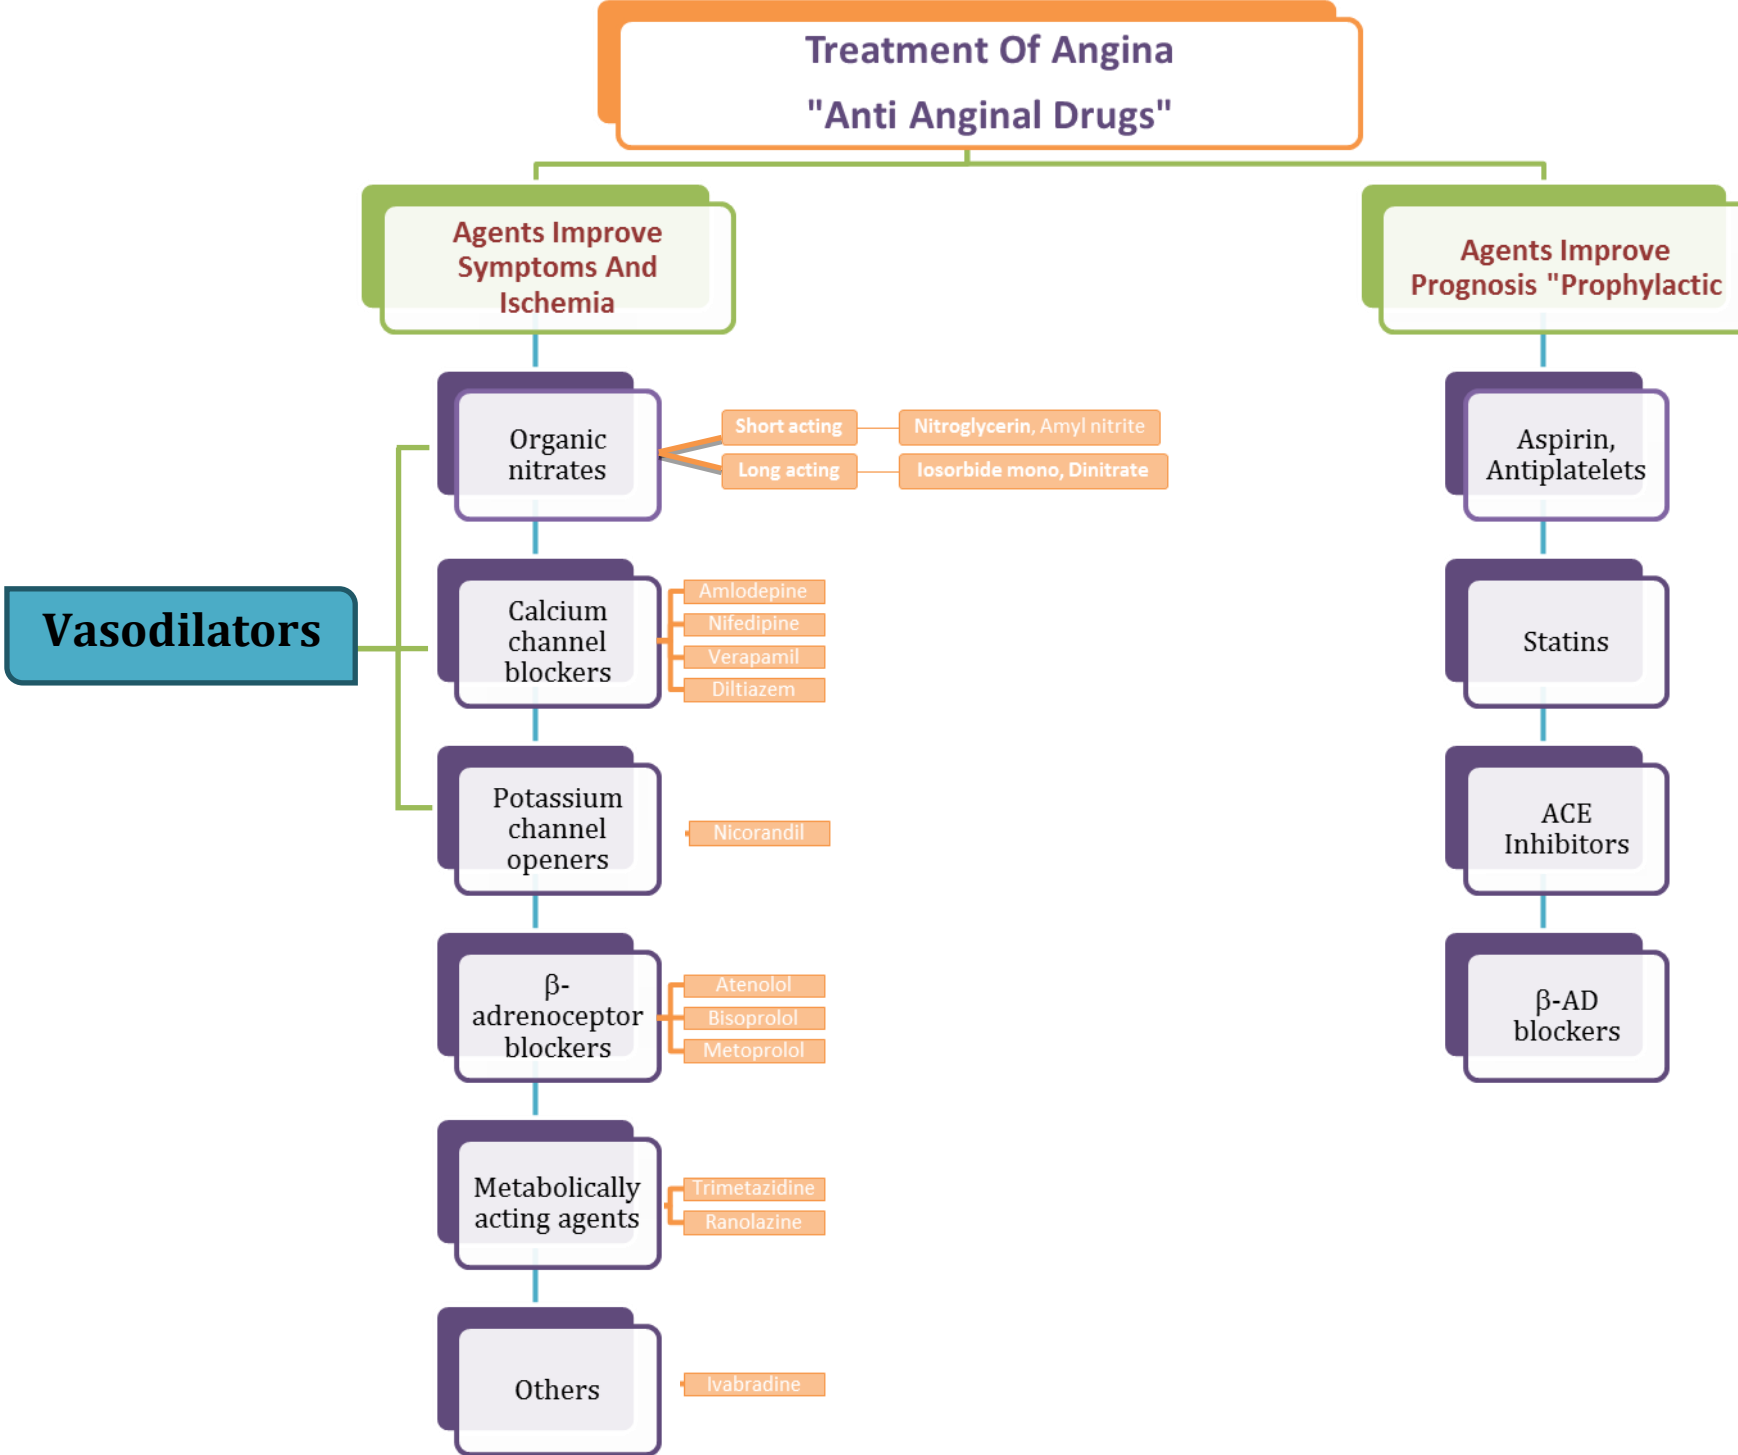 Treatment Of Angina
"Anti Anginal Drugs"
Agents Improve
Symptoms And
Ischemia
Agents Improve
Prognosis "Prophylactic
Vasodilators
Organic
nitrates
Short acting
Nitroglycerin, Amyl nitrite
Long acting
Iosorbide mono, Dinitrate
Calcium
channel
blockers
Amlodepine
Nifedipine
Verapamil
Diltiazem
Potassium
channel
openers
Nicorandil
β-
adrenoceptor
blockers
Atenolol
Bisoprolol
Metoprolol
Metabolically
acting agents
Trimetazidine
Ranolazine
Others
Ivabradine
Aspirin,
Antiplatelets
Statins
ACE
Inhibitors
β-AD
blockers